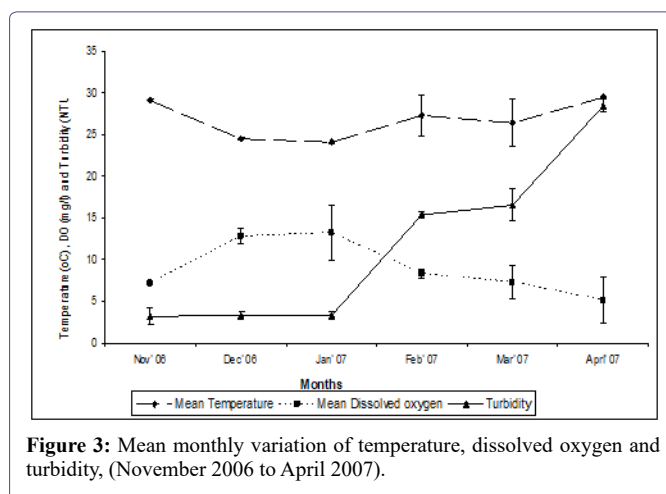 35
30
25
20
15
10
5
0
Temperature (oC), DO (mg/l) and Turbidity (NTL
Nov' 06
Dec' 06
Jan' 07
Feb' 07
Mar' 07
April' 07
Months
Mean Temperature
Mean Dissolved oxygen
Turbidity
Figure 3: Mean monthly variation of temperature, dissolved oxygen and
turbidity, (November 2006 to April 2007).